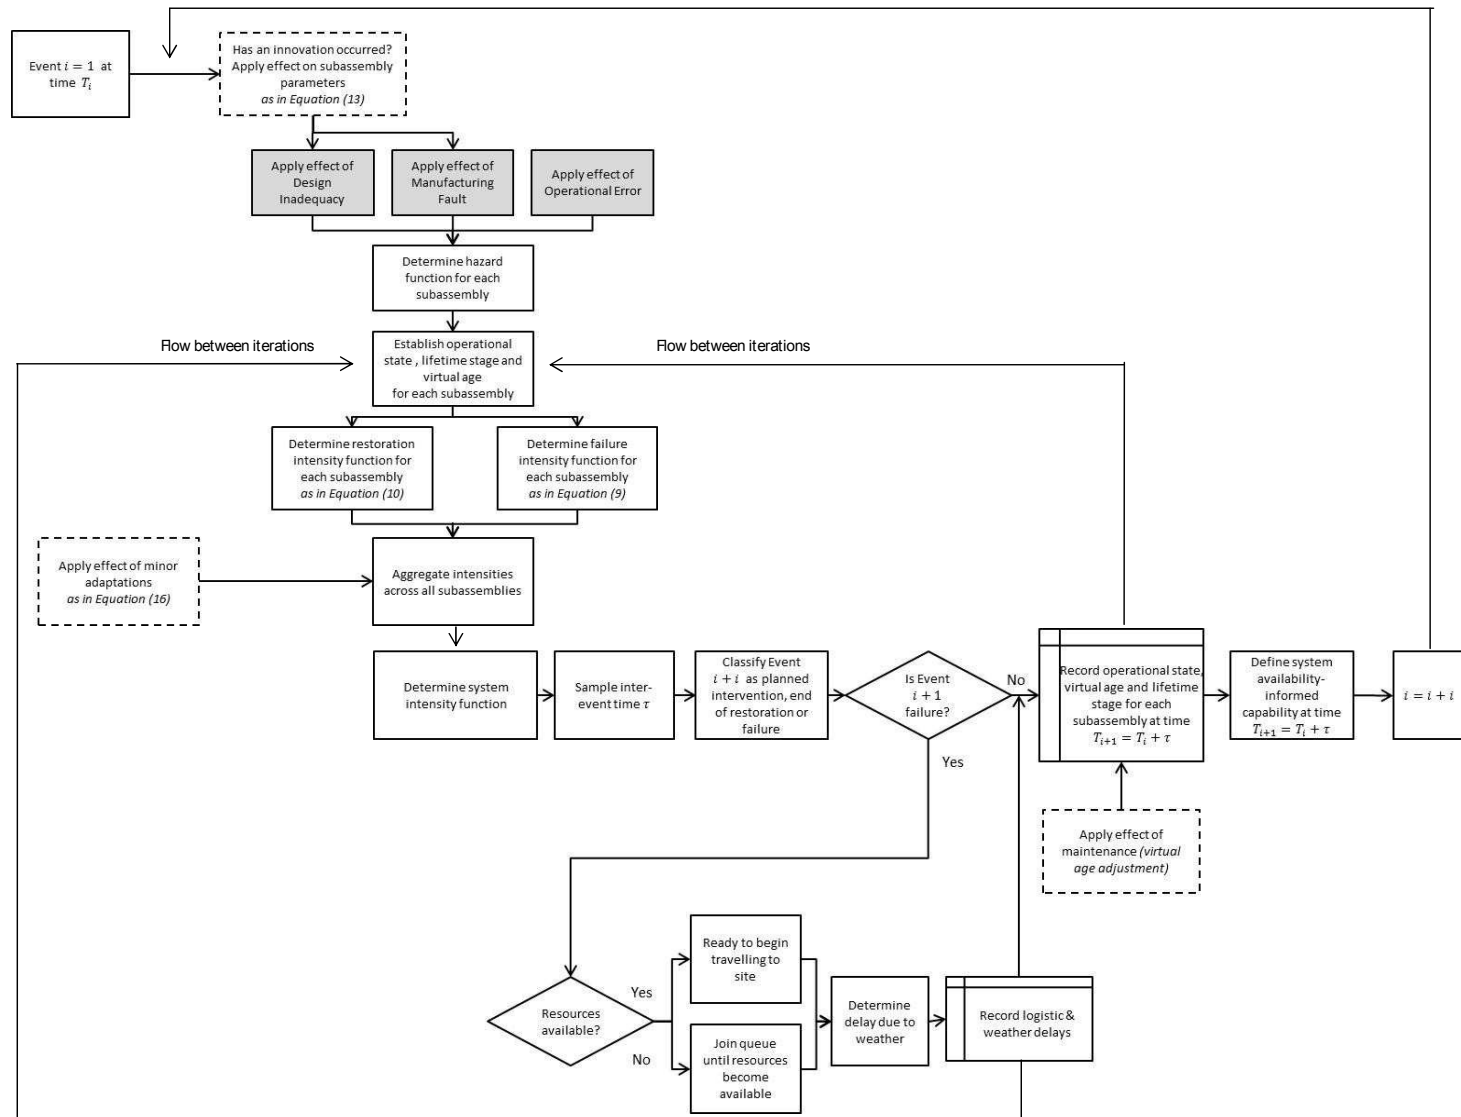 Event i = 1 at
time T_i
Has an innovation occurred?
Apply effect on subassembly
parameters
as in Equation (13)
Apply effect of
Design
Inadequacy
Apply effect of
Manufacturing
Fault
Apply effect of
Operational Error
Determine hazard
function for each
subassembly
Flow between iterations
Establish operational
state , lifetime stage and
virtual age
for each subassembly
Flow between iterations
Determine restoration
intensity function for
each subassembly
as in Equation (10)
Determine failure
intensity function for
each subassembly
as in Equation (9)
Apply effect of minor
adaptations
as in Equation (16)
Aggregate intensities
across all subassemblies
Determine system
intensity function
Sample inter-
event time τ
Classify Event
i + i as planned
intervention, end
of restoration or
failure
Is Event
i + 1
failure?
No
Yes
Record operational state,
virtual age and lifetime
stage for each
subassembly at time
T_{i+1} = T_i + τ
Define system
availability-
informed
capability at time
T_{i+1} = T_i + τ
i = i + i
Apply effect of
maintenance (virtual
age adjustment)
Resources
available?
Yes
No
Ready to begin
travelling to
site
Join queue
until resources
become
available
Determine
delay due to
weather
Record logistic &
weather delays